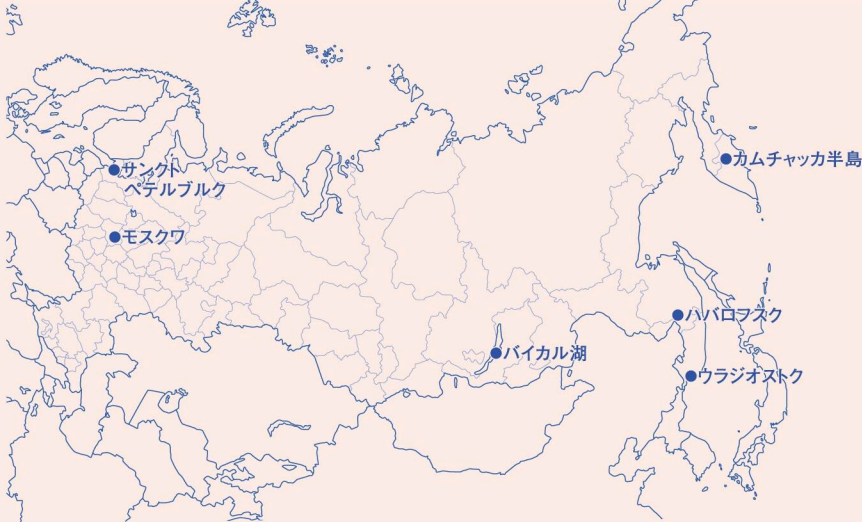 サンクト
ペテルブルク
モスクワ
カムチャッカ半島
ハバロフスク
バイカル湖
ウラジオストク